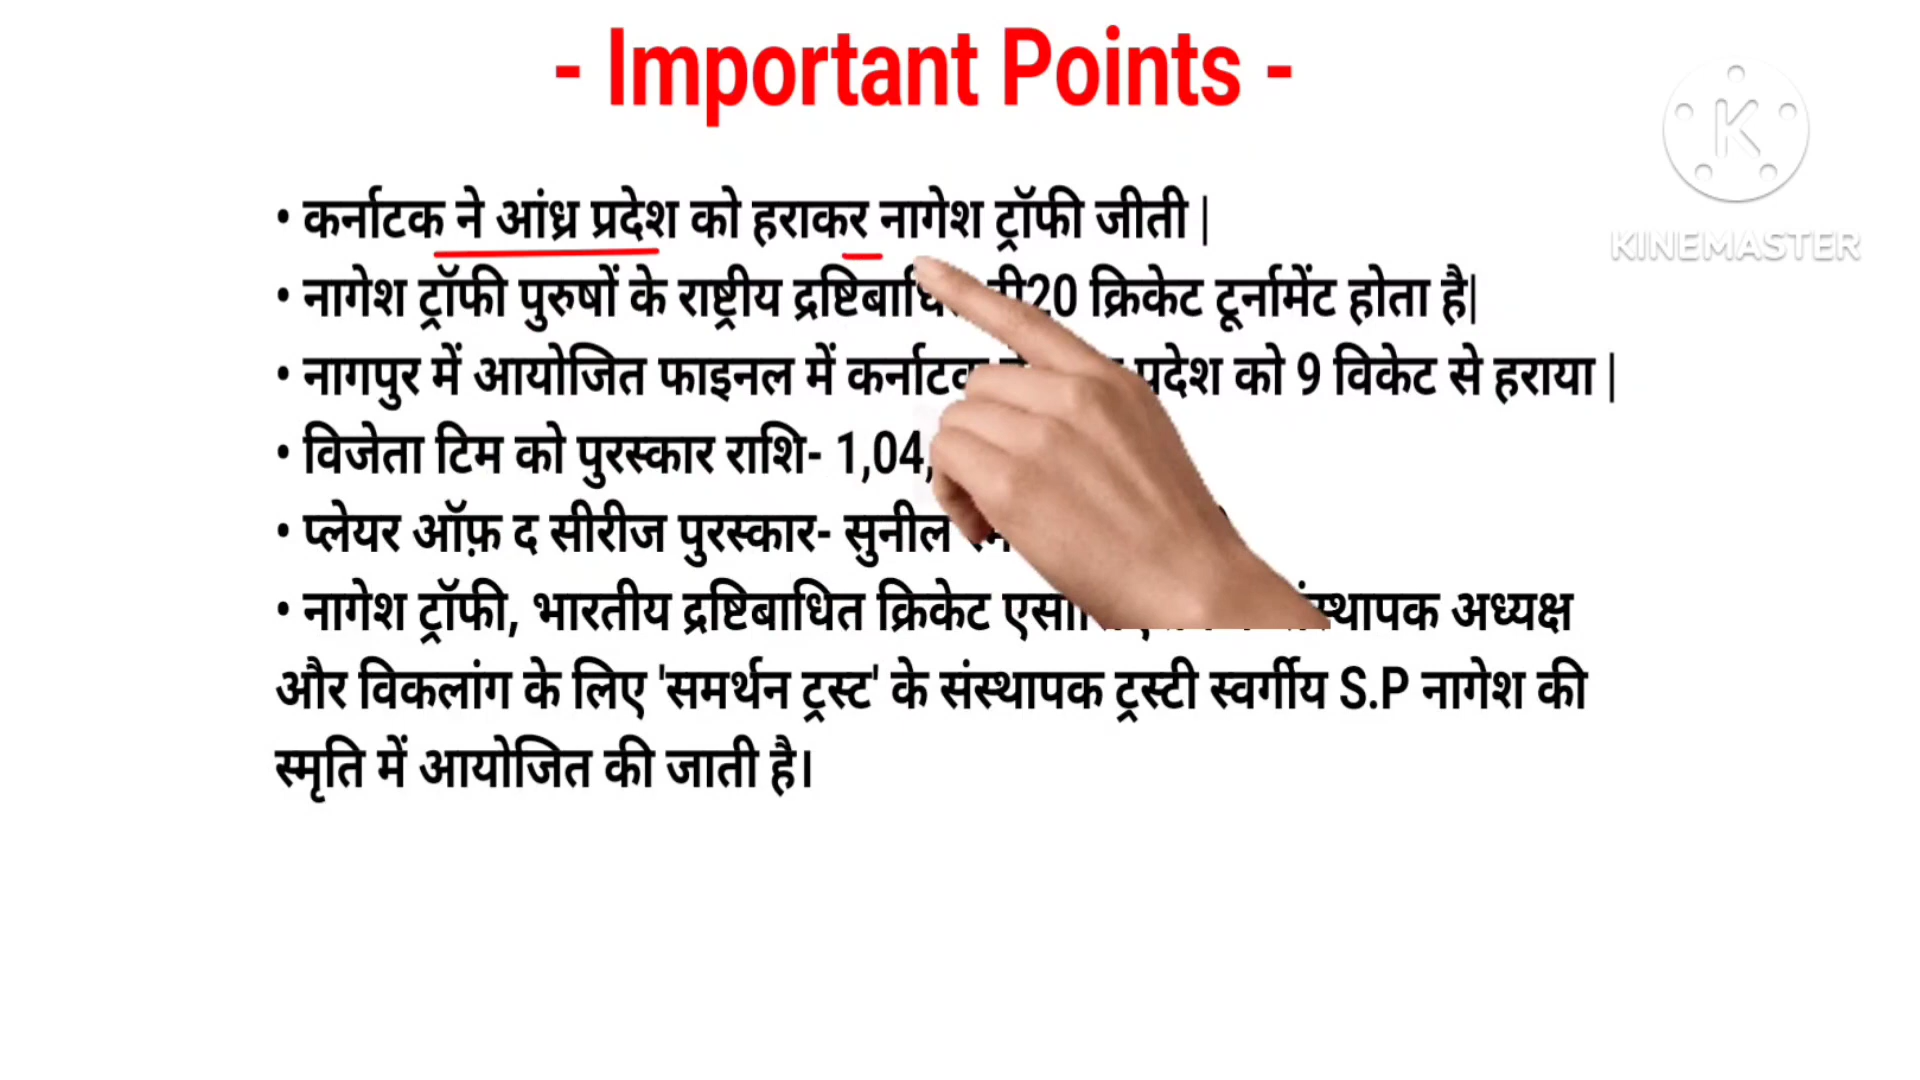 - Important Points -
• कर्नाटक ने आंध्र प्रदेश को हराकर नागेश ट्रॉफी जीती |
• नागेश ट्रॉफी पुरुषों के राष्ट्रीय द्रष्टिबाधि 20 क्रिकेट टूर्नामेंट होता है|
• नागपुर में आयोजित फाइनल में कर्नाटक प्रदेश को 9 विकेट से हराया |
• विजेता टिम को पुरस्कार राशि- 1,04,
• प्लेयर ऑफ़ द सीरीज पुरस्कार- सुनील
• नागेश ट्रॉफी, भारतीय द्रष्टिबाधित क्रिकेट संस्थापक अध्यक्ष
और विकलांग के लिए 'समर्थन ट्रस्ट' के संस्थापक ट्रस्टी स्वर्गीय S.P नागेश की
स्मृति में आयोजित की जाती है।
KINEMASTER